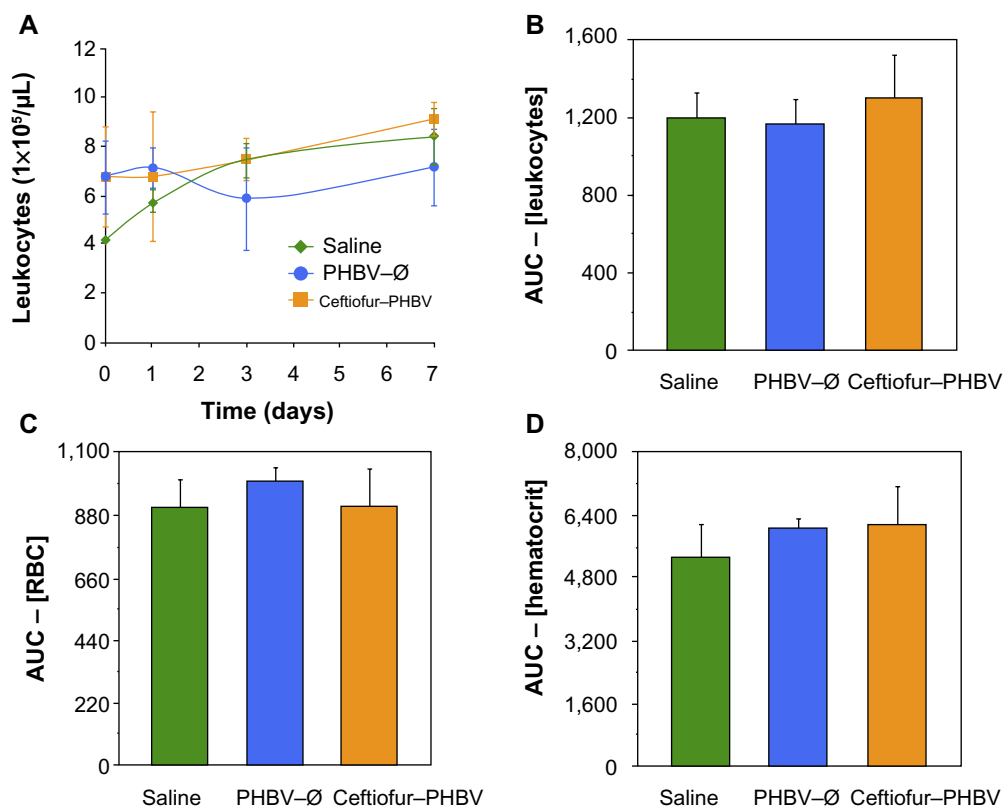 A
Leukocytes (1×10⁵/µL)
12
10
8
6
4
2
0
0 1 2 3 4 5 6 7
Time (days)
Saline
PHBV–Ø
Ceftiofur–PHBV
B
AUC – [leukocytes]
1,600
1,200
800
400
0
Saline PHBV–Ø Ceftiofur–PHBV
C
AUC – [RBC]
1,100
880
660
440
220
0
Saline PHBV–Ø Ceftiofur–PHBV
D
AUC – [hematocrit]
8,000
6,400
4,800
3,200
1,600
0
Saline PHBV–Ø Ceftiofur–PHBV